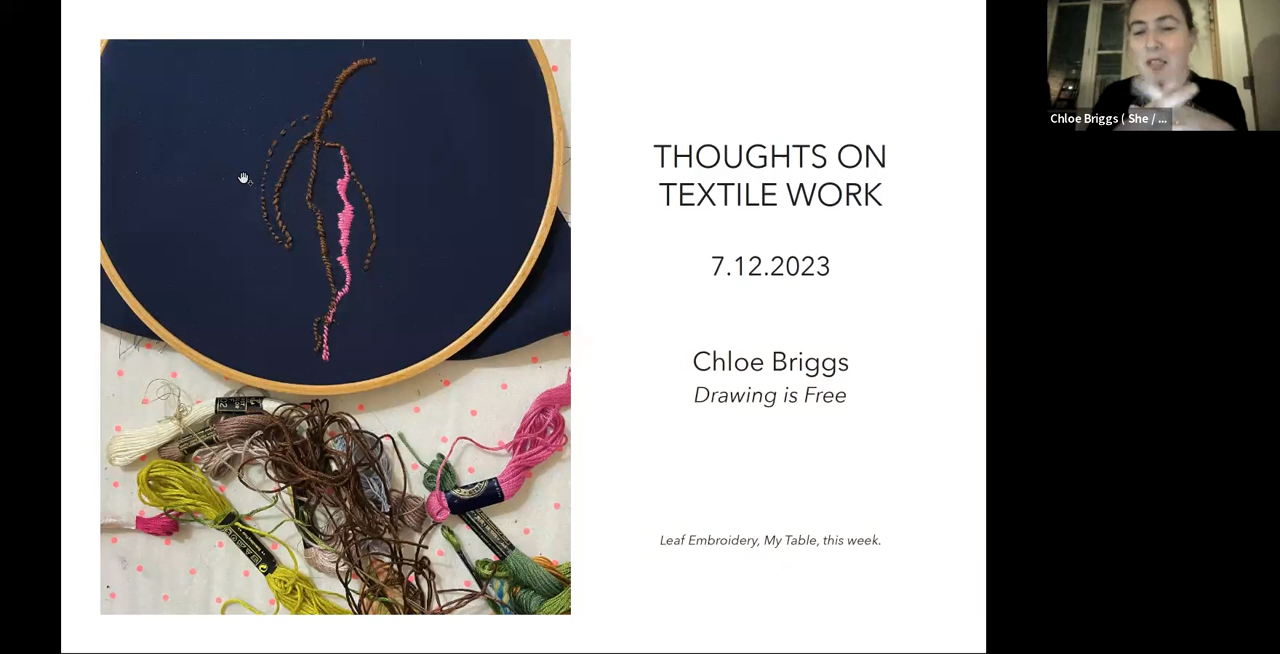 THOUGHTS ON
TEXTILE WORK
7.12.2023
Chloe Briggs
Drawing is Free
Leaf Embroidery, My Table, this week.
Chloe Briggs ( She / ...